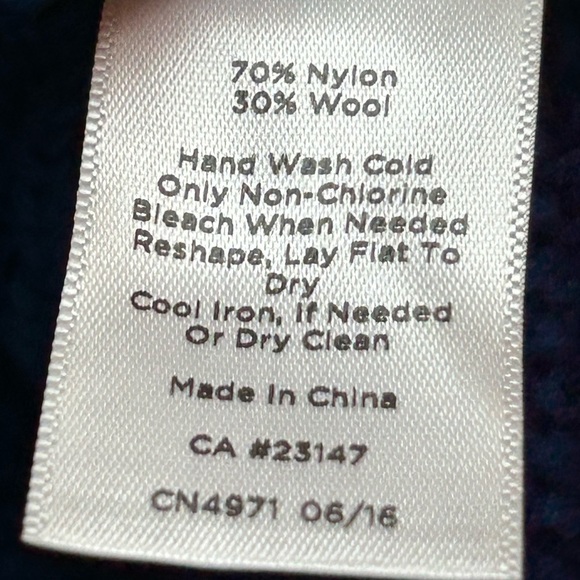 70% Nylon
30% Wool
Hand Wash Cold
Only Non-Chlorine
Bleach When Needed
Reshape, Lay Flat To
Dry
Cool Iron, If Needed
Or Dry Clean
Made In China
CA #23147
CN4971 06/16